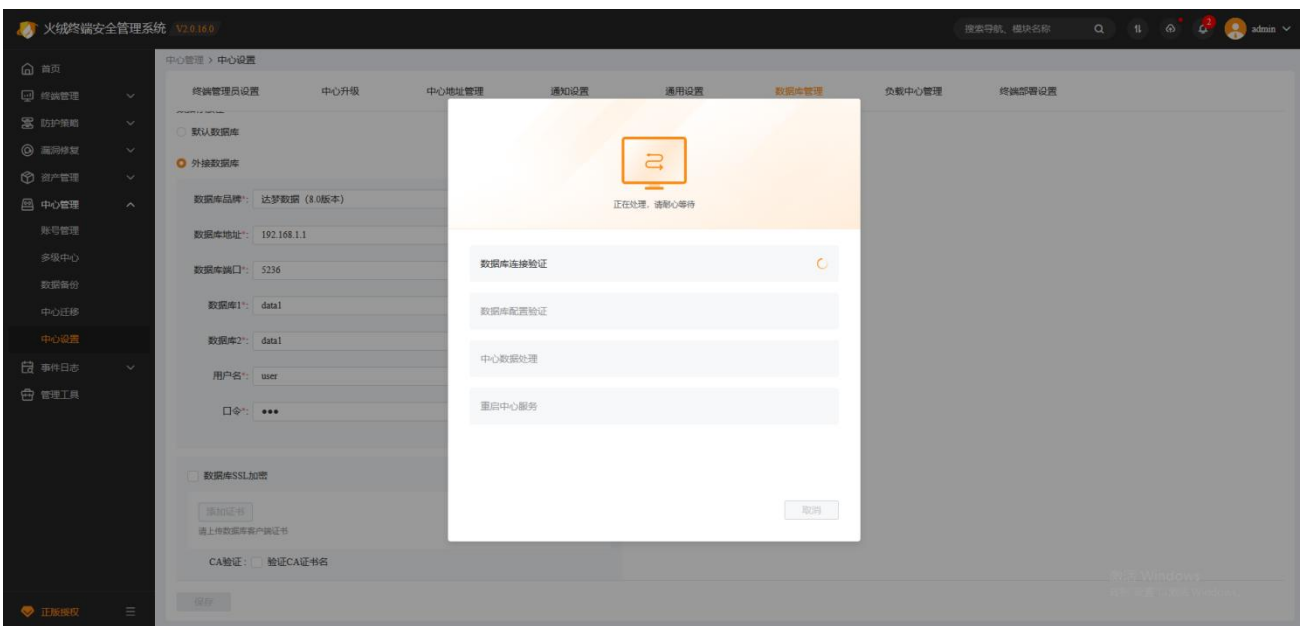 火绒终端安全管理系统 V2.0.16.0
搜索导航、模块名称
2
admin
首页
终端管理
防护策略
漏洞修复
资产管理
中心管理
账号管理
多级中心
数据备份
中心迁移
中心设置
事件日志
管理工具
正版授权
中心管理 > 中心设置
终端管理员设置 中心升级 中心地址管理 通知设置 通用设置 数据库管理 负载中心管理 终端部署设置
默认数据库
外接数据库
数据库品牌*: 达梦数据 (8.0版本)
数据库地址*: 192.168.1.1
数据库端口*: 5236
数据库1*: data1
数据库2*: data1
用户名*: user
口令*: •••
数据库SSL加密
添加证书
请上传数据库客户端证书
CA验证: 验证CA证书名
保存
正在处理，请耐心等待
数据库连接验证
数据库配置验证
中心数据处理
重启中心服务
取消
激活 Windows